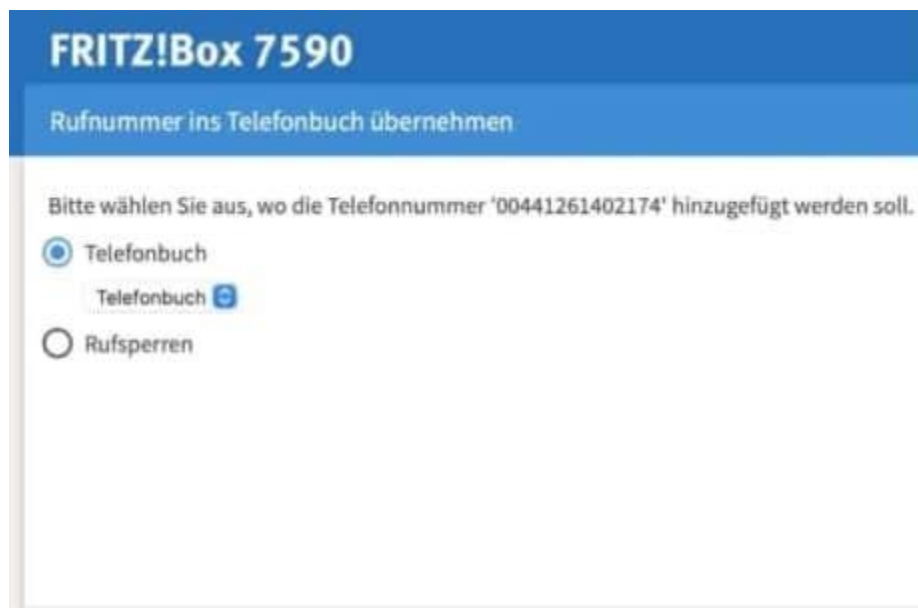 FRITZ!Box 7590
Rufnummer ins Telefonbuch übernehmen
Bitte wählen Sie aus, wo die Telefonnummer '00441261402174' hinzugefügt werden soll.
Telefonbuch
Telefonbuch
Rufsperren